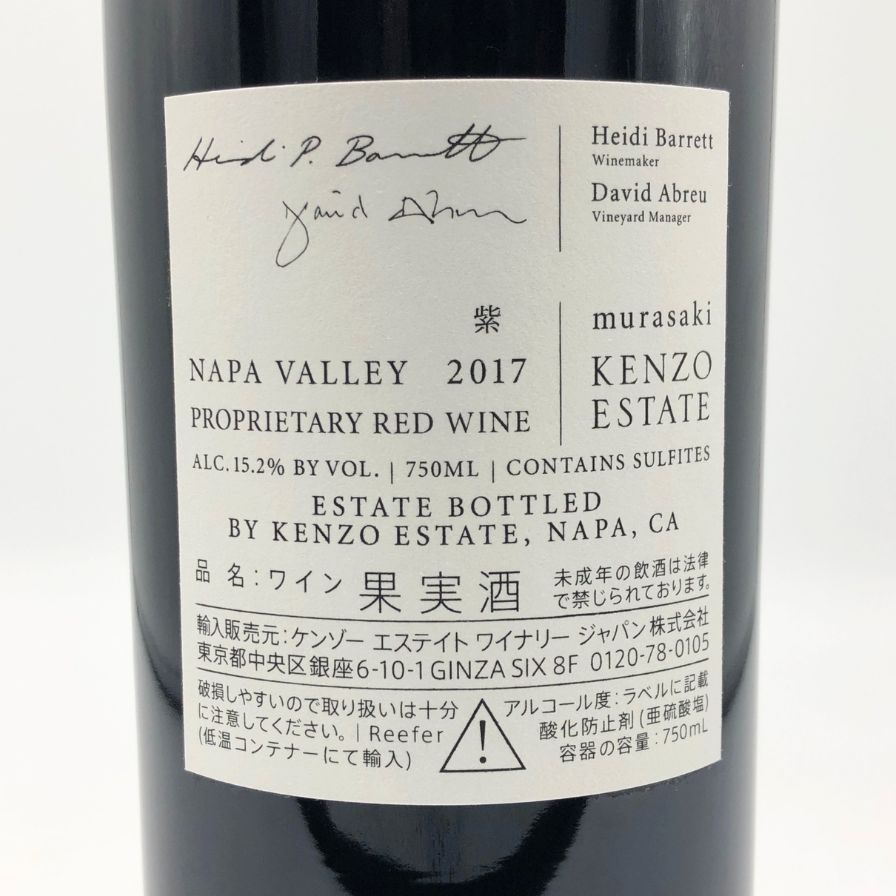 Heidi P. Barrett
David Abreu
Heidi Barrett
Winemaker
David Abreu
Vineyard Manager
紫
murasaki
NAPA VALLEY 2017
PROPRIETARY RED WINE
KENZO
ESTATE
ALC. 15.2% BY VOL. | 750ML | CONTAINS SULFITES
ESTATE BOTTLED
BY KENZO ESTATE, NAPA, CA
品 名：ワイン 果実酒
未成年の飲酒は法律
で禁じられております。
輸入販売元：ケンゾー エステイト ワイナリー ジャパン株式会社
東京都中央区銀座6-10-1 GINZA SIX 8F 0120-78-0105
破損しやすいので取り扱いは十分
に注意してください。| Reefer
(低温コンテナーにて輸入)
アルコール度：ラベルに記載
酸化防止剤(亜硫酸塩)
容器の容量：750mL